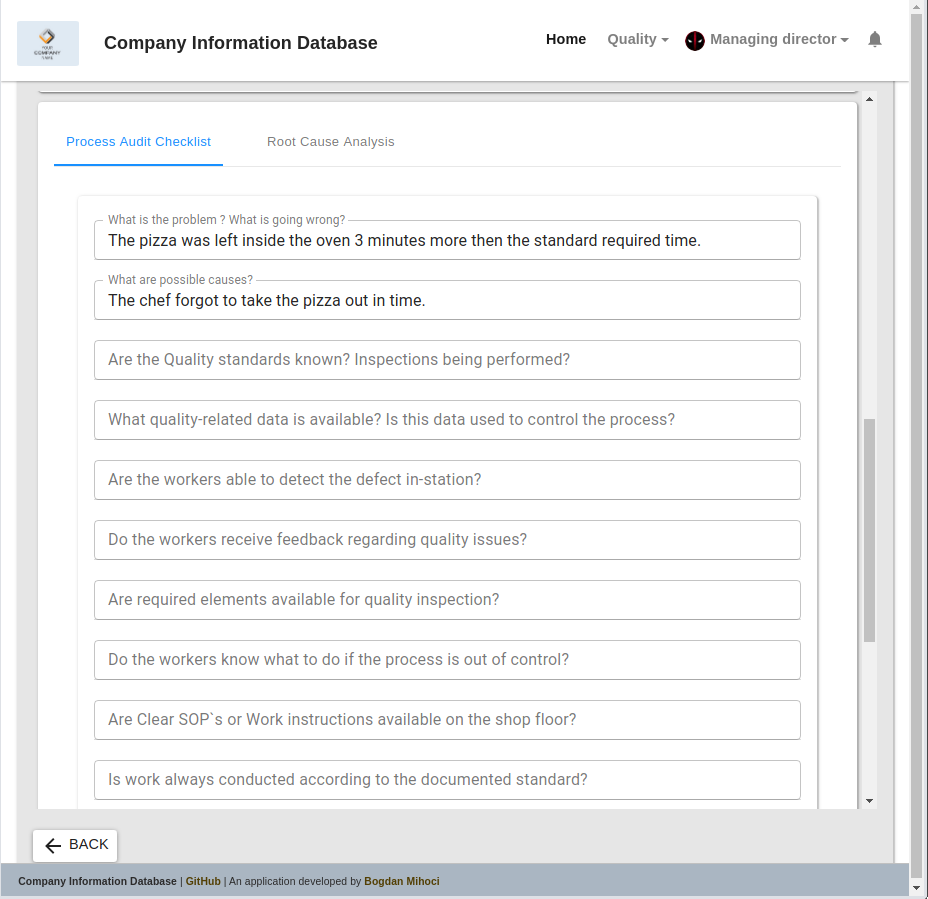 YOUR
COMPANY
Company Information Database
Home
Quality
Managing director
Process Audit Checklist
Root Cause Analysis
What is the problem ? What is going wrong?
The pizza was left inside the oven 3 minutes more then the standard required time.
What are possible causes?
The chef forgot to take the pizza out in time.
Are the Quality standards known? Inspections being performed?
What quality-related data is available? Is this data used to control the process?
Are the workers able to detect the defect in-station?
Do the workers receive feedback regarding quality issues?
Are required elements available for quality inspection?
Do the workers know what to do if the process is out of control?
Are Clear SOP`s or Work instructions available on the shop floor?
Is work always conducted according to the documented standard?
BACK
Company Information Database | GitHub | An application developed by Bogdan Mihoci